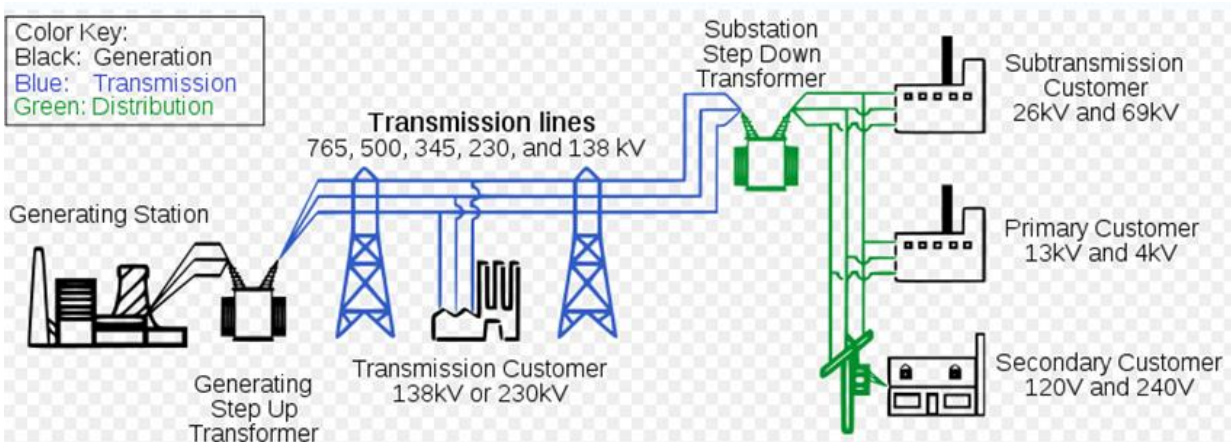 Color Key:
Black: Generation
Blue: Transmission
Green: Distribution
Substation
Step Down
Transformer
Subtransmission
Customer
26kV and 69kV
Transmission lines
765, 500, 345, 230, and 138 kV
Generating Station
Primary Customer
13kV and 4kV
Transmission Customer
138kV or 230kV
Generating
Step Up
Transformer
Secondary Customer
120V and 240V